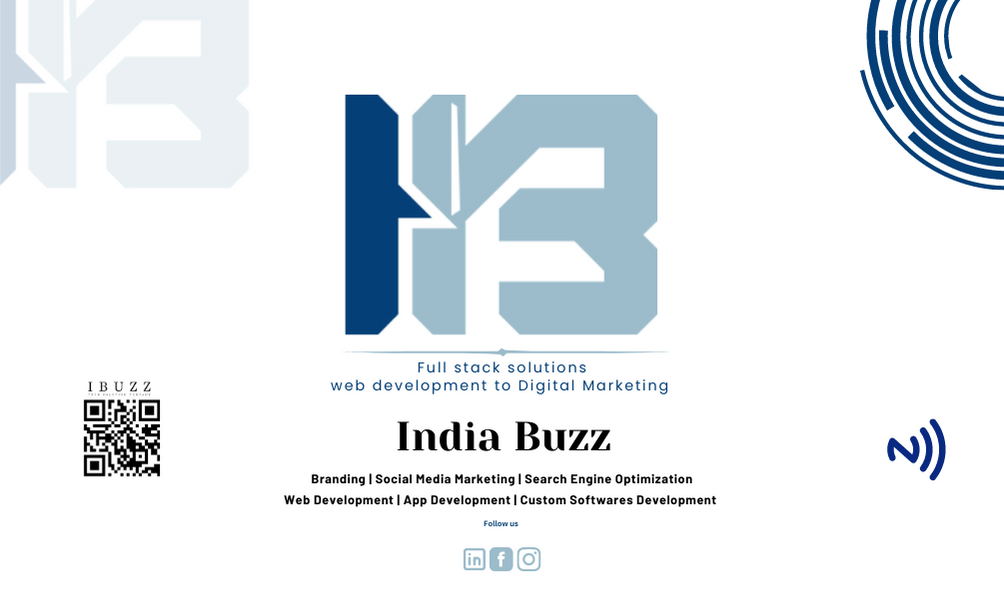 Full stack solutions
web development to Digital Marketing
IBUZZ
India Buzz
Branding | Social Media Marketing | Search Engine Optimization
Web Development | App Development | Custom Softwares Development
Follow us